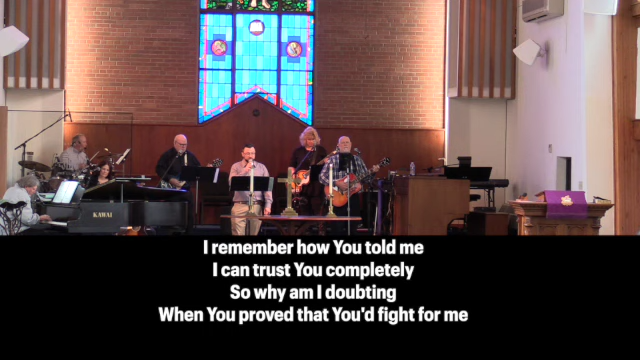 KAWAI
I remember how You told me
I can trust You completely
So why am I doubting
When You proved that You'd fight for me